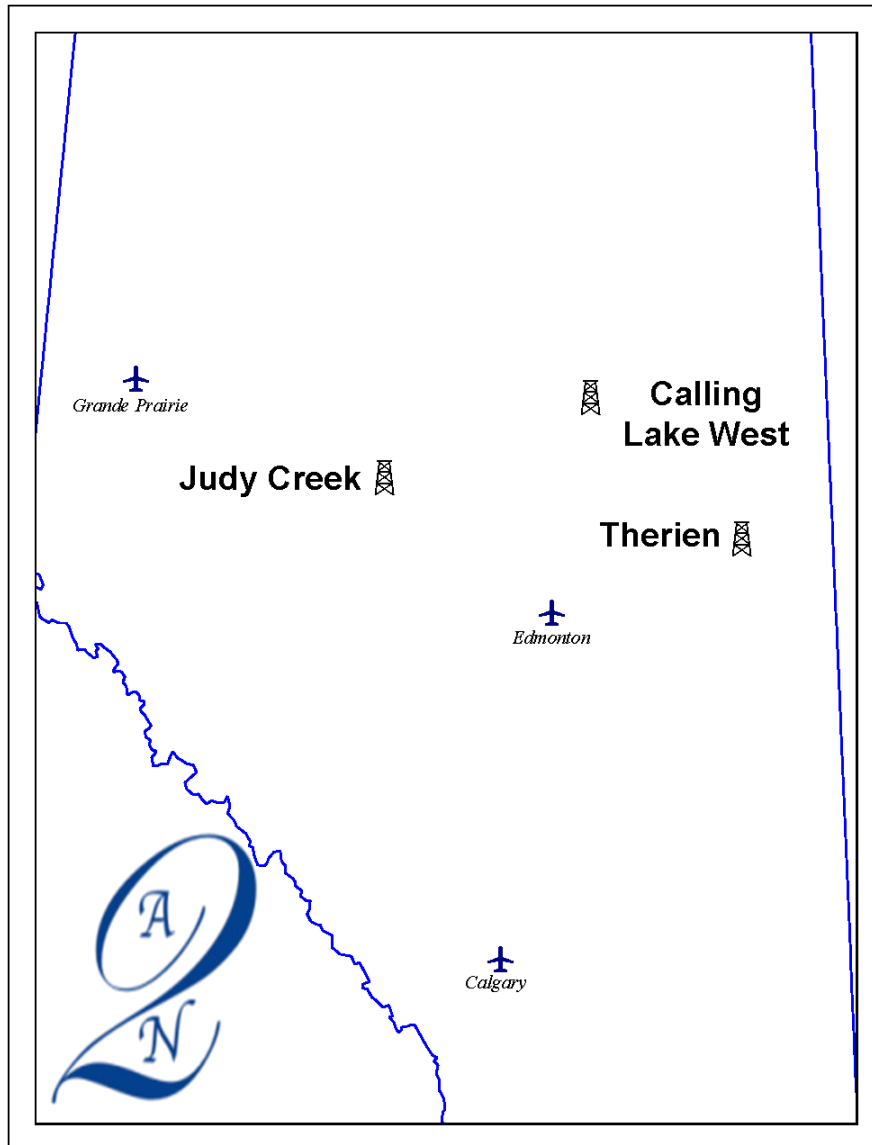 Grande Prairie
Calling
Lake West
Judy Creek
Therien
Edmonton
A
N
Calgary